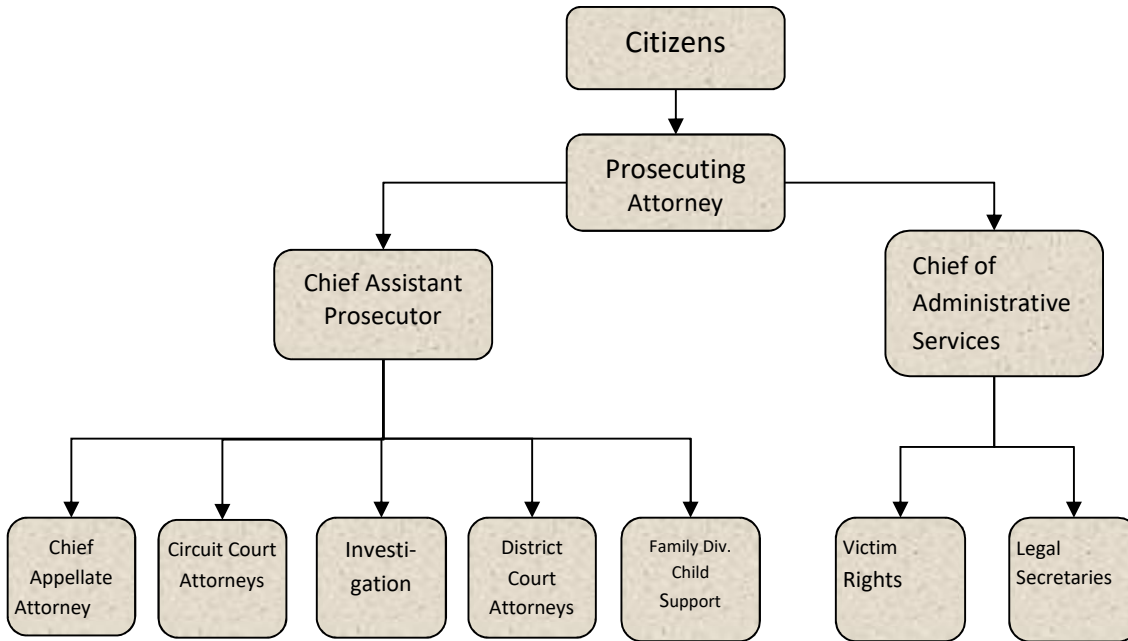 Citizens
Prosecuting
Attorney
Chief Assistant
Prosecutor
Chief of
Administrative
Services
Chief
Appellate
Attorney
Circuit Court
Attorneys
Investi-
gation
District
Court
Attorneys
Family Div.
Child
Support
Victim
Rights
Legal
Secretaries